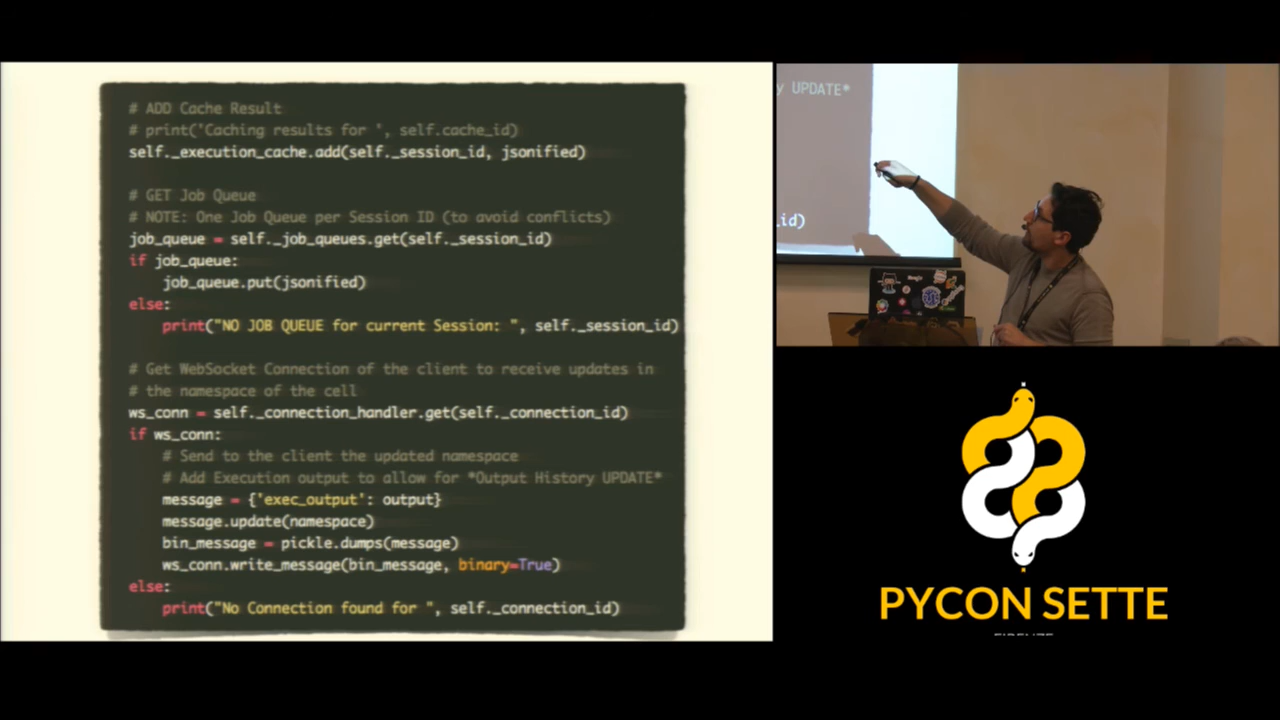 # ADD Cache Result
# print('Caching results for ', self.cache_id)
self._execution_cache.add(self._session_id, jsonified)
# GET Job Queue
# NOTE: One Job Queue per Session ID (to avoid conflicts)
job_queue = self._job_queues.get(self._session_id)
if job_queue:
job_queue.put(jsonified)
else:
print("NO JOB QUEUE for current Session: ", self._session_id)
# Get WebSocket Connection of the client to receive updates in
# the namespace of the cell
ws_conn = self._connection_handler.get(self._connection_id)
if ws_conn:
# Send to the client the updated namespace
# Add Execution output to allow for *Output History UPDATE*
message = {'exec_output': output}
message.update(namespace)
bin_message = pickle.dumps(message)
ws_conn.write_message(bin_message, binary=True)
else:
print("No Connection found for ", self._connection_id)
y UPDATE*
_id)
PYCON SETTE